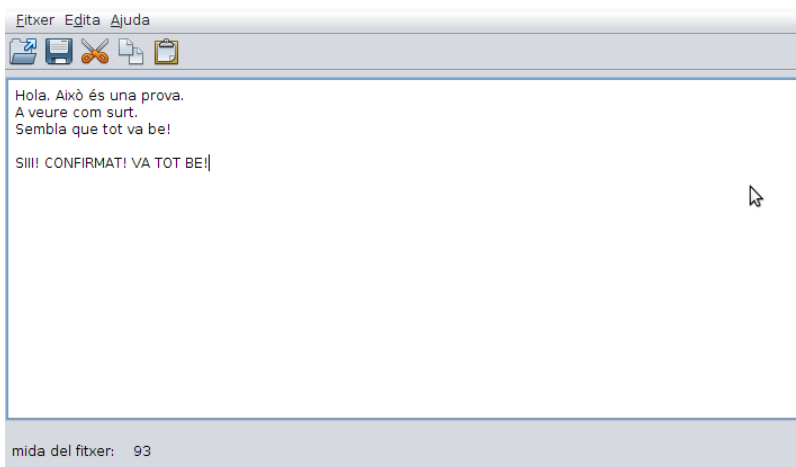 Fitxer Edita Ajuda
Hola. Això és una prova.
A veure com surt.
Sembla que tot va be!
SIII! CONFIRMAT! VA TOT BE!
mida del fitxer: 93